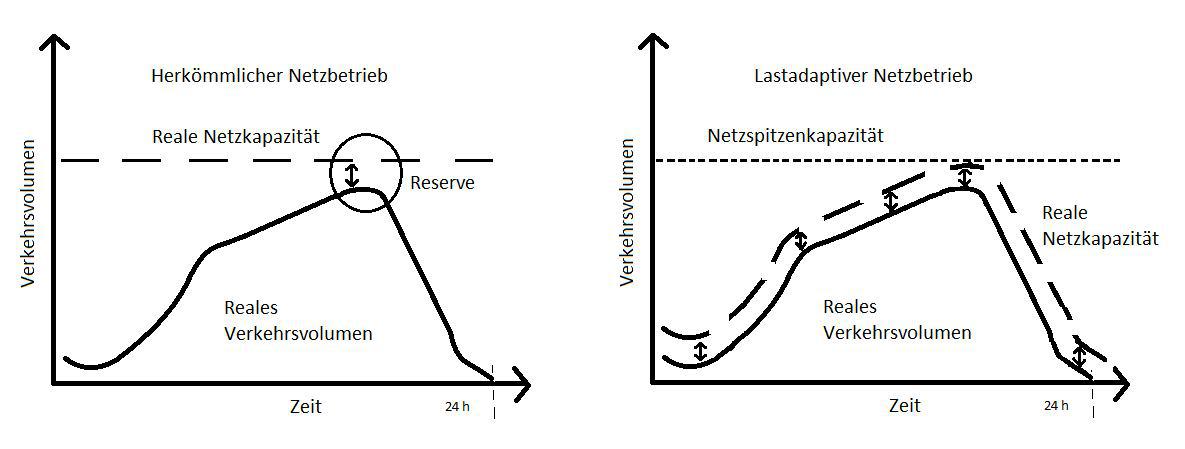 Herkömmlicher Netzbetrieb
Reale Netzkapazität
Reserve
Verkehrsvolumen
Reales
Verkehrsvolumen
Zeit
24 h
Lastadaptiver Netzbetrieb
Netzspitzenkapazität
Reale
Netzkapazität
Verkehrsvolumen
Reales
Verkehrsvolumen
Zeit
24 h